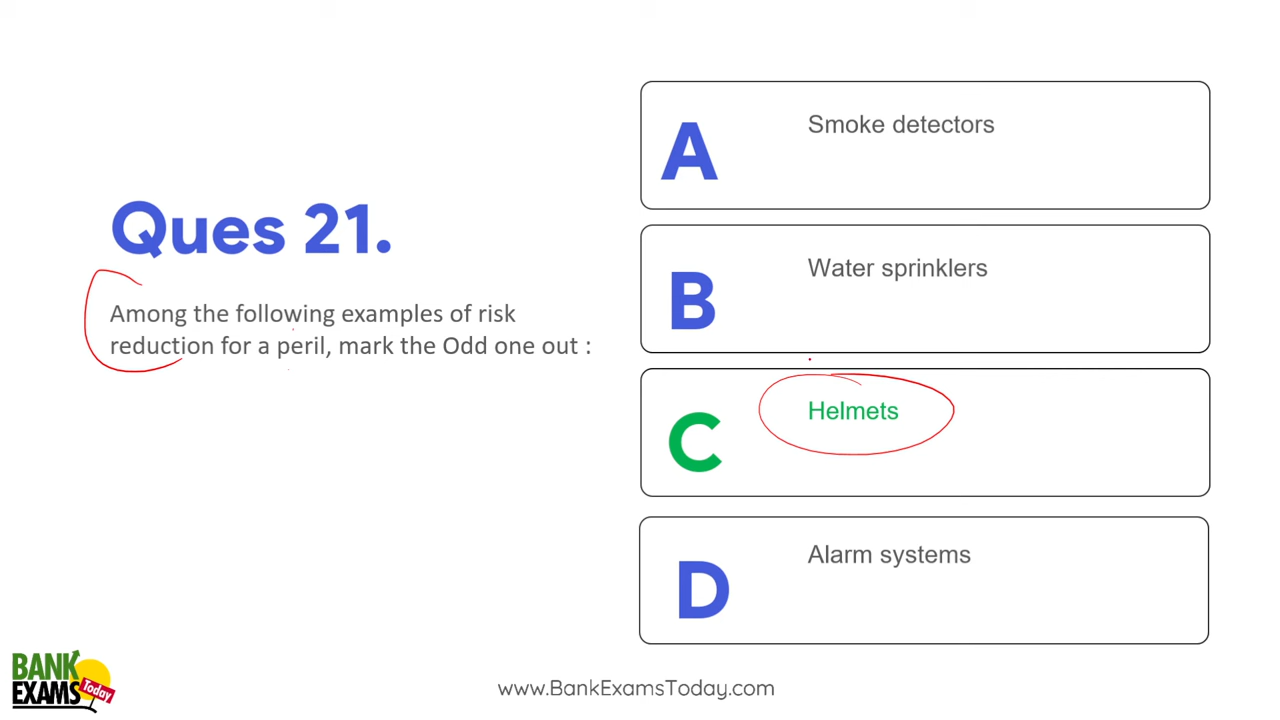 Ques 21.
Among the following examples of risk
reduction for a peril, mark the Odd one out :
A
Smoke detectors
B
Water sprinklers
C
Helmets
D
Alarm systems
BANK
EXAMS
Today
www.BankExamsToday.com